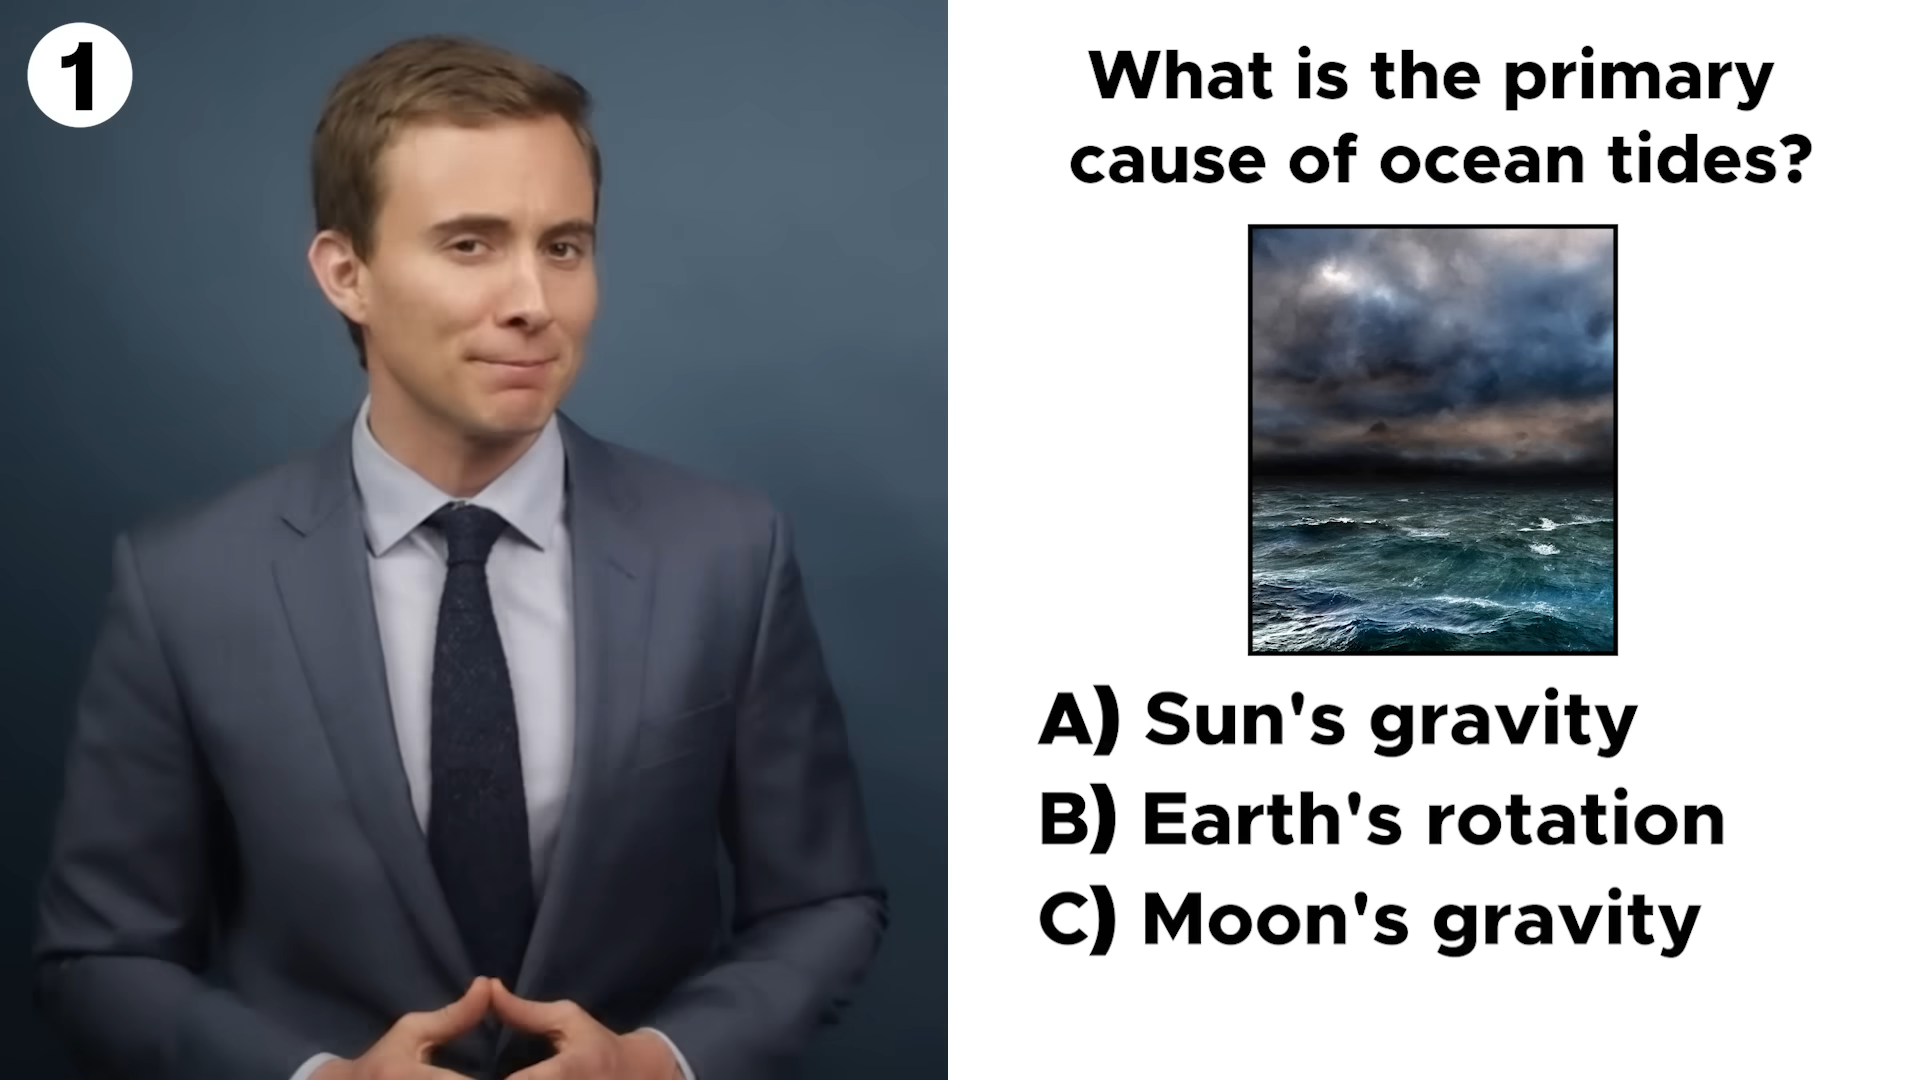 1
What is the primary
cause of ocean tides?
A) Sun's gravity
B) Earth's rotation
C) Moon's gravity